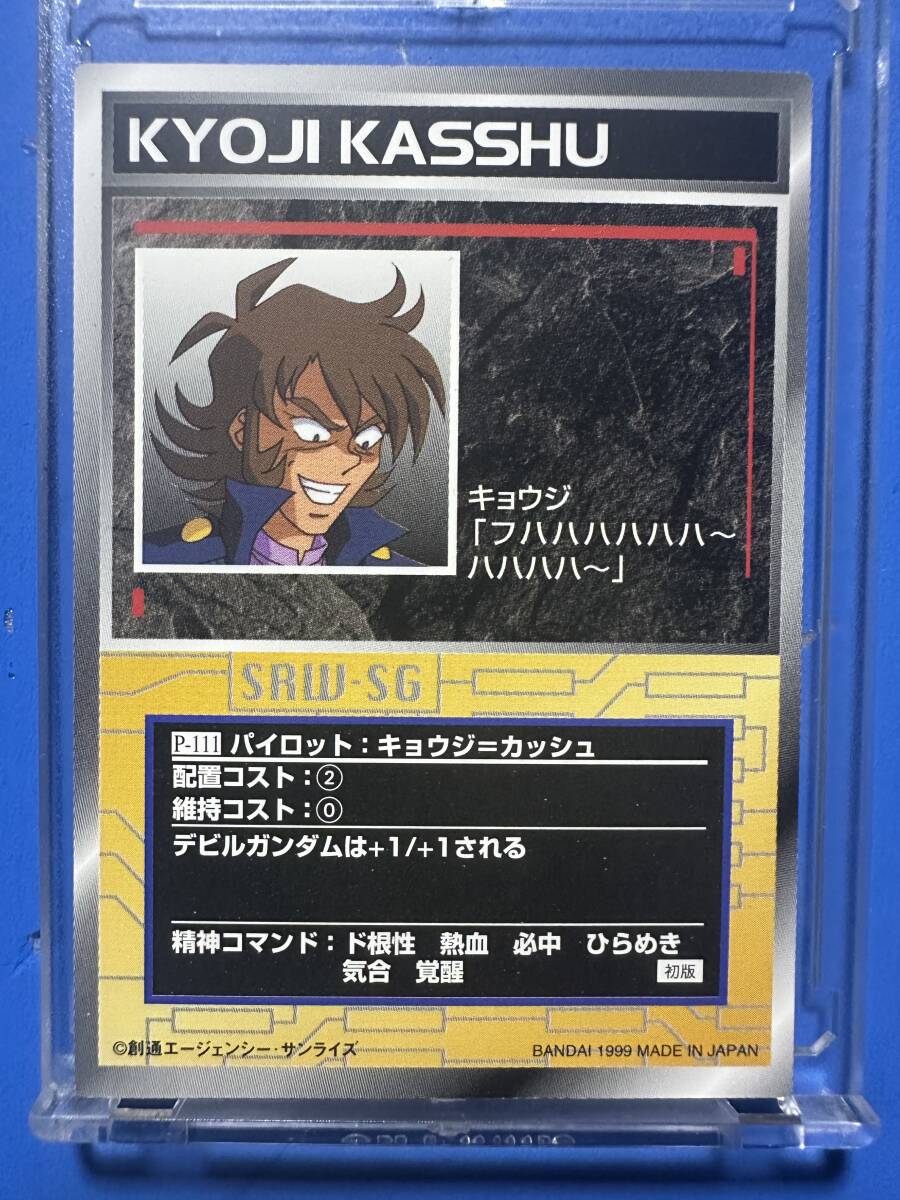 KYOJI KASSHU
キョウジ
「フハハハハハハ～
ハハハハ～」
SRW-SG
P-111 パイロット：キョウジ=カッシュ
配置コスト：②
維持コスト：⓪
デビルガンダムは+1/+1される
精神コマンド：ド根性　熱血　必中　ひらめき
気合　覚醒
初版
©創通エージェンシー・サンライズ
BANDAI 1999 MADE IN JAPAN